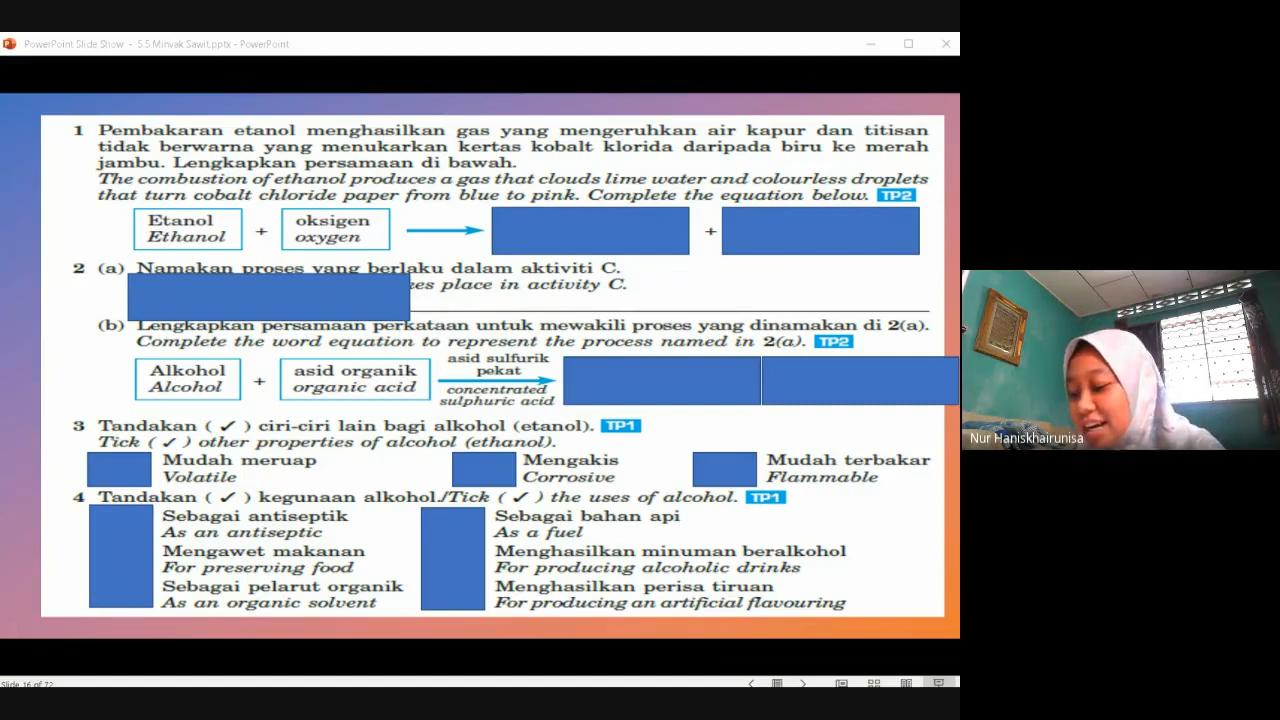 PowerPoint Slide Show - 5.5 Minyak Sawit.pptx - PowerPoint
1 Pembakaran etanol menghasilkan gas yang mengeruhkan air kapur dan titisan
tidak berwarna yang menukarkan kertas kobalt klorida daripada biru ke merah
jambu. Lengkapkan persamaan di bawah.
The combustion of ethanol produces a gas that clouds lime water and colourless droplets
that turn cobalt chloride paper from blue to pink. Complete the equation below. TP2
Etanol + oksigen +
Ethanol oxygen
2 (a) Namakan proses yang berlaku dalam aktiviti C.
place in activity C.
(b) Lengkapkan persamaan perkataan untuk mewakili proses yang dinamakan di 2(a).
Complete the word equation to represent the process named in 2(a). TP2
Alkohol + asid organik asid sulfurik
Alcohol organic acid pekat
concentrated
sulphuric acid
3 Tandakan ( ✓ ) ciri-ciri lain bagi alkohol (etanol). TP1
Tick ( ✓ ) other properties of alcohol (ethanol).
Mudah meruap Mengakis Mudah terbakar
Volatile Corrosive Flammable
4 Tandakan ( ✓ ) kegunaan alkohol./Tick ( ✓ ) the uses of alcohol. TP1
Sebagai antiseptik Sebagai bahan api
As an antiseptic As a fuel
Mengawet makanan Menghasilkan minuman beralkohol
For preserving food For producing alcoholic drinks
Sebagai pelarut organik Menghasilkan perisa tiruan
As an organic solvent For producing an artificial flavouring
Nur Haniskhairunisa
Slide 16 of 72